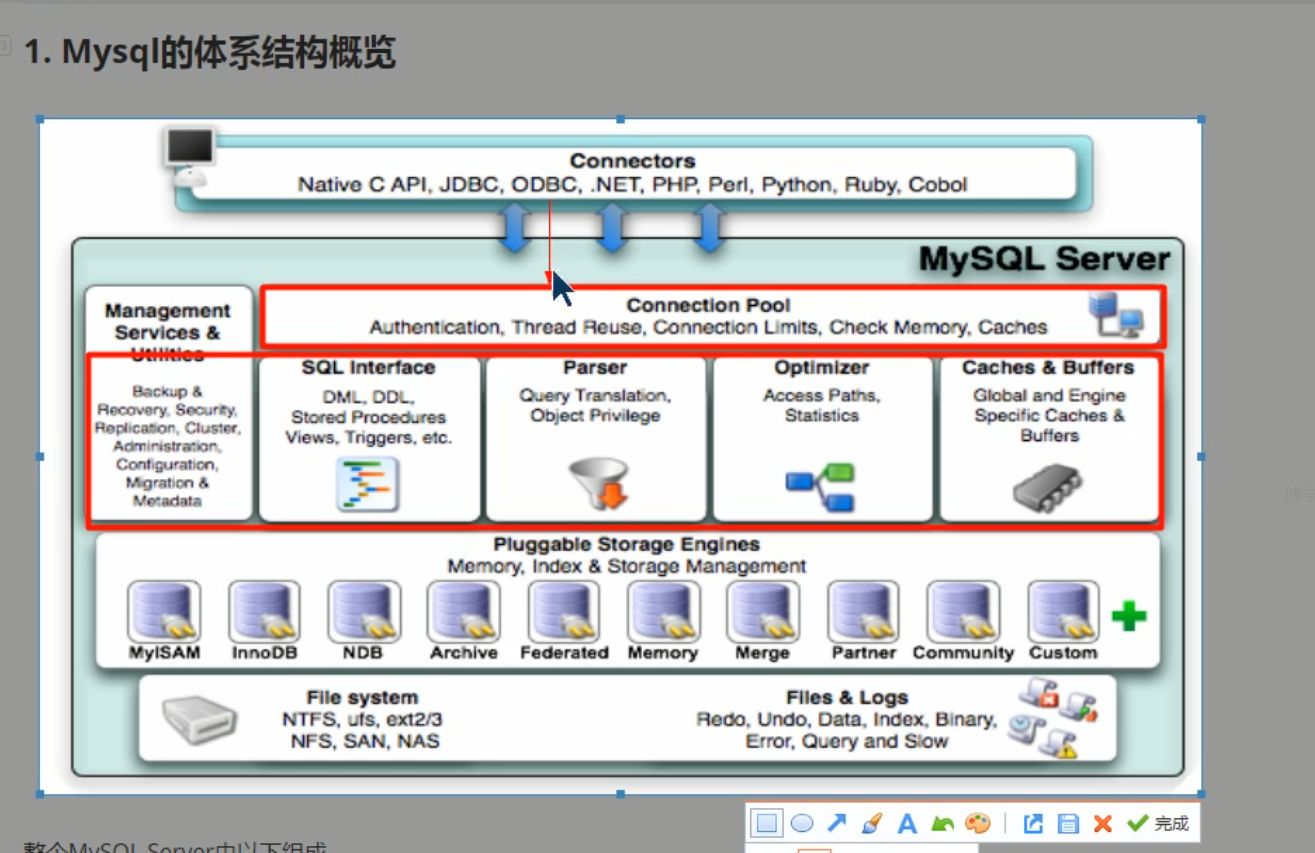 1. Mysql的体系结构概览
Connectors
Native C API, JDBC, ODBC, .NET, PHP, Perl, Python, Ruby, Cobol
MySQL Server
Management
Services &
Utilities
Backup &
Recovery, Security,
Replication, Cluster,
Administration,
Configuration,
Migration &
Metadata
Connection Pool
Authentication, Thread Reuse, Connection Limits, Check Memory, Caches
SQL Interface
DML, DDL,
Stored Procedures
Views, Triggers, etc.
Parser
Query Translation,
Object Privilege
Optimizer
Access Paths,
Statistics
Caches & Buffers
Global and Engine
Specific Caches &
Buffers
Pluggable Storage Engines
Memory, Index & Storage Management
MyISAM
InnoDB
NDB
Archive
Federated
Memory
Merge
Partner
Community
Custom
File system
NTFS, ufs, ext2/3
NFS, SAN, NAS
Files & Logs
Redo, Undo, Data, Index, Binary,
Error, Query and Slow
A
完成
整个MySQL Server由以下组成